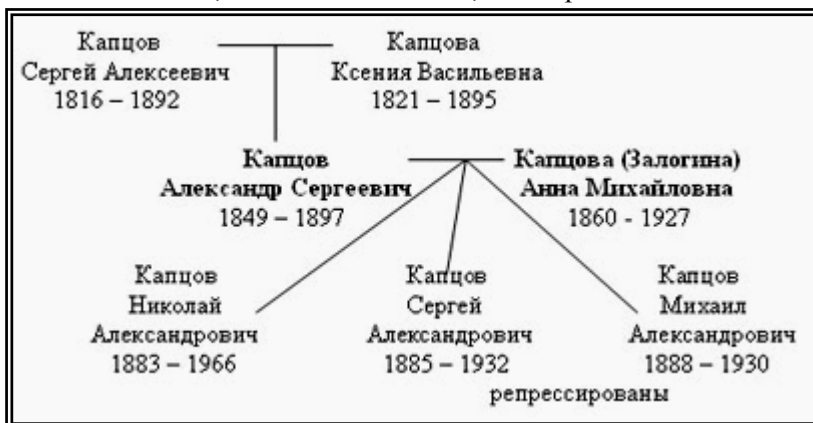 Капцов
Сергей Алексеевич
1816 – 1892
Капцова
Ксения Васильевна
1821 – 1895
Капцов
Александр Сергеевич
1849 – 1897
Капцова (Залогина)
Анна Михайловна
1860 - 1927
Капцов
Николай
Александрович
1883 – 1966
Капцов
Сергей
Александрович
1885 – 1932
Капцов
Михаил
Александрович
1888 – 1930
репрессированы